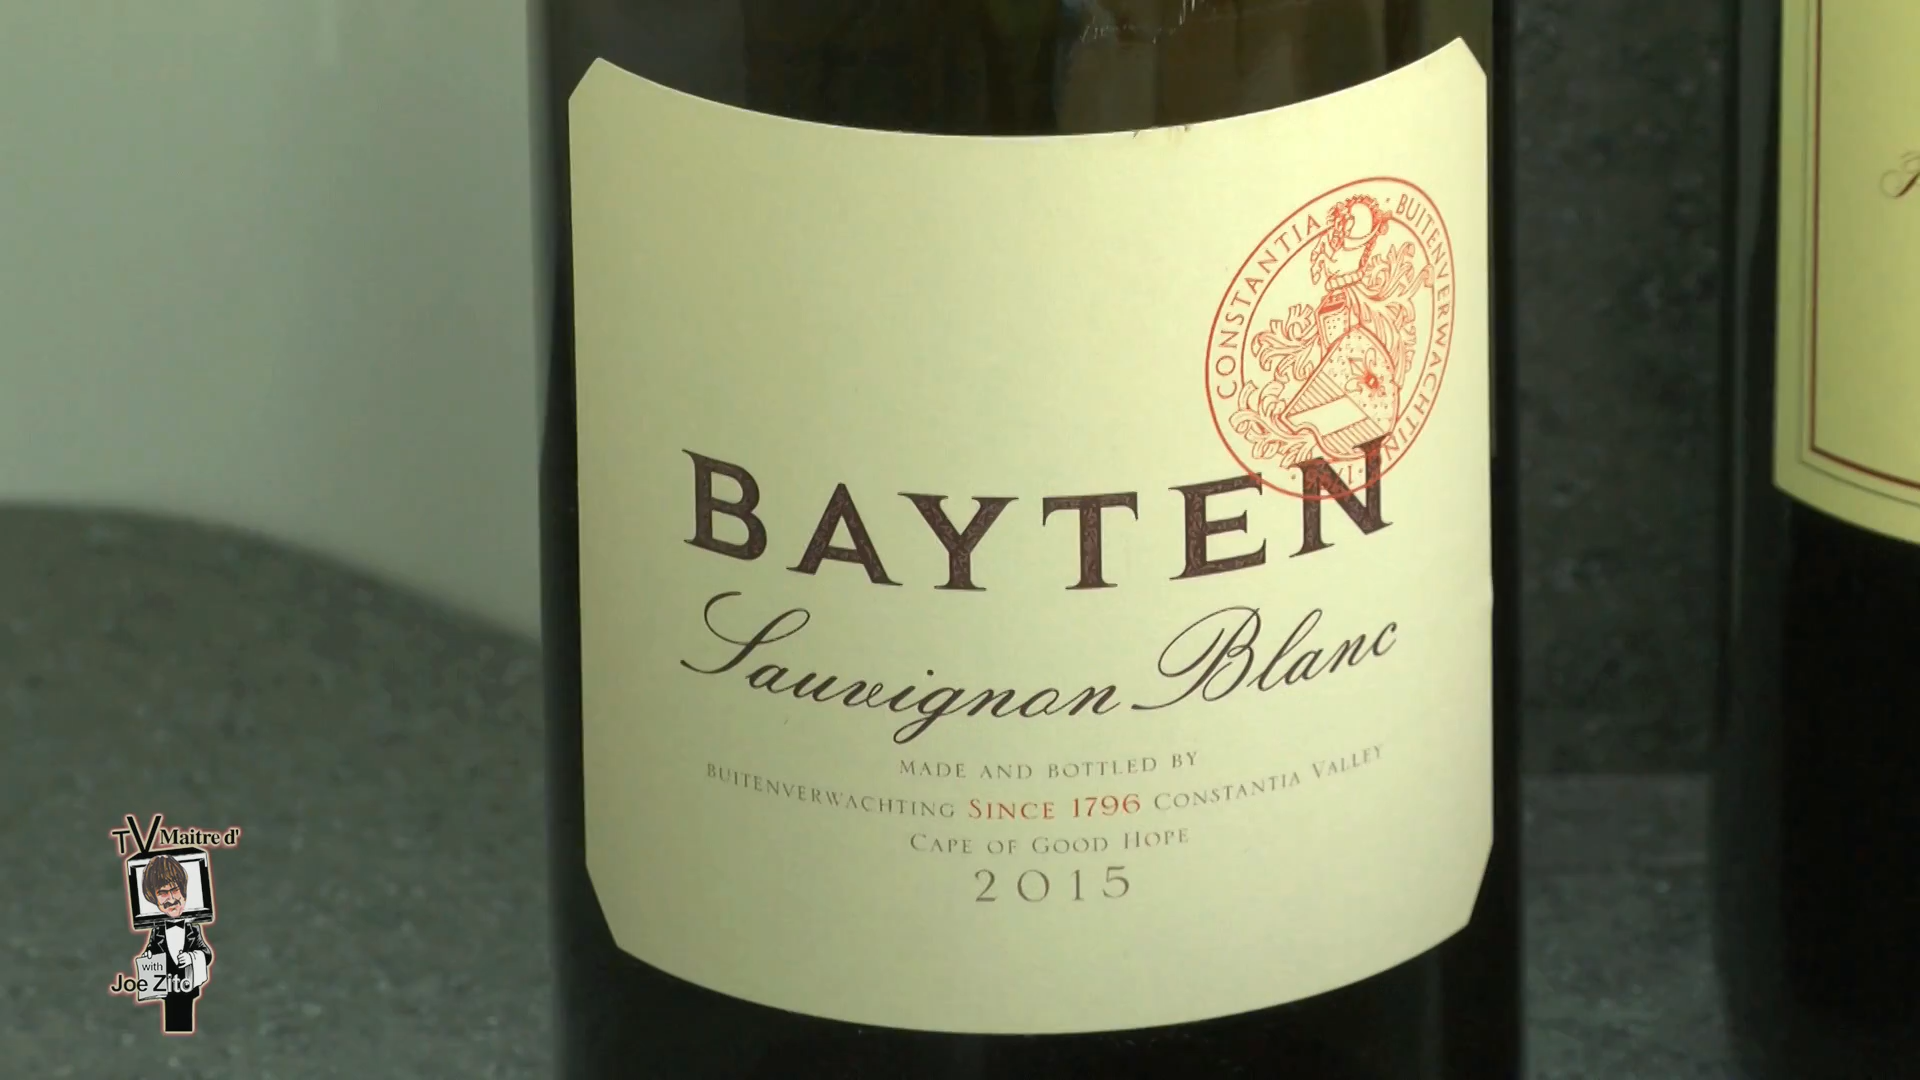 CONSTANTIA · BUITENVERWACHTING
BAYTEN
Sauvignon Blanc
MADE AND BOTTLED BY
BUITENVERWACHTING SINCE 1796 CONSTANTIA VALLEY
CAPE OF GOOD HOPE
2015
TV Maitre d'
with
Joe Zito